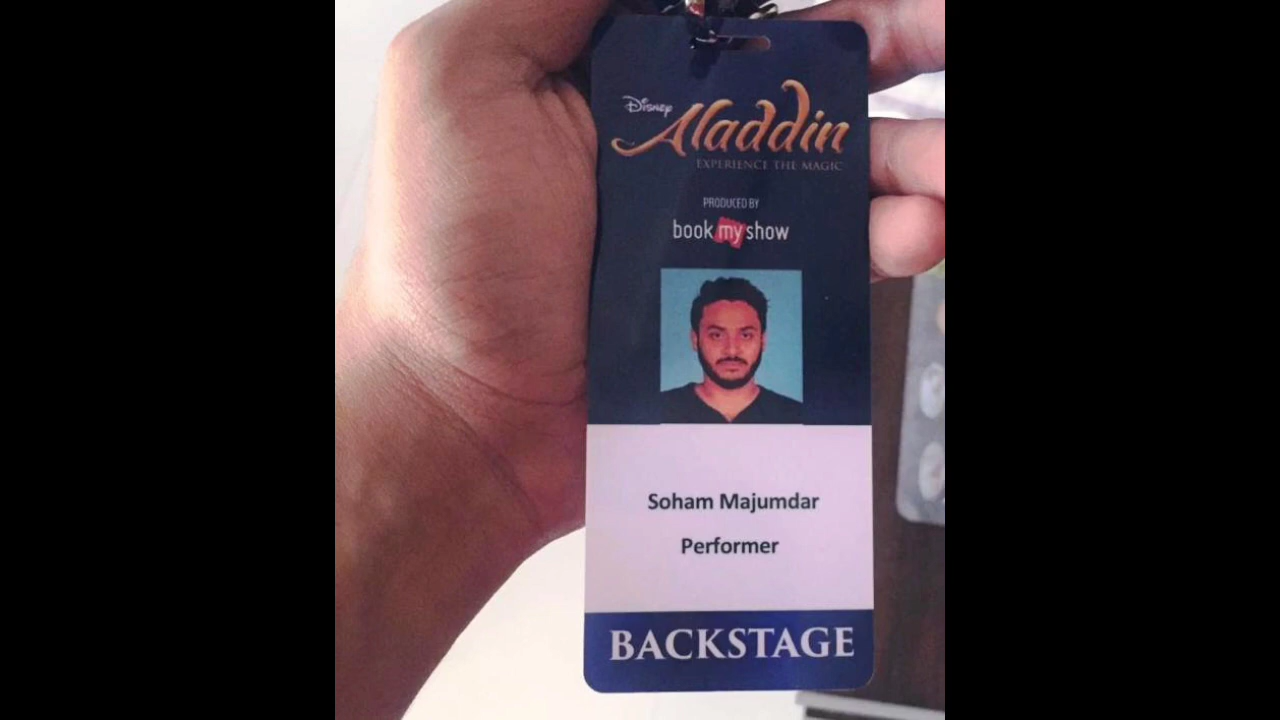 Disney
Aladdin
EXPERIENCE THE MAGIC
PRODUCED BY
book my show
Soham Majumdar
Performer
BACKSTAGE